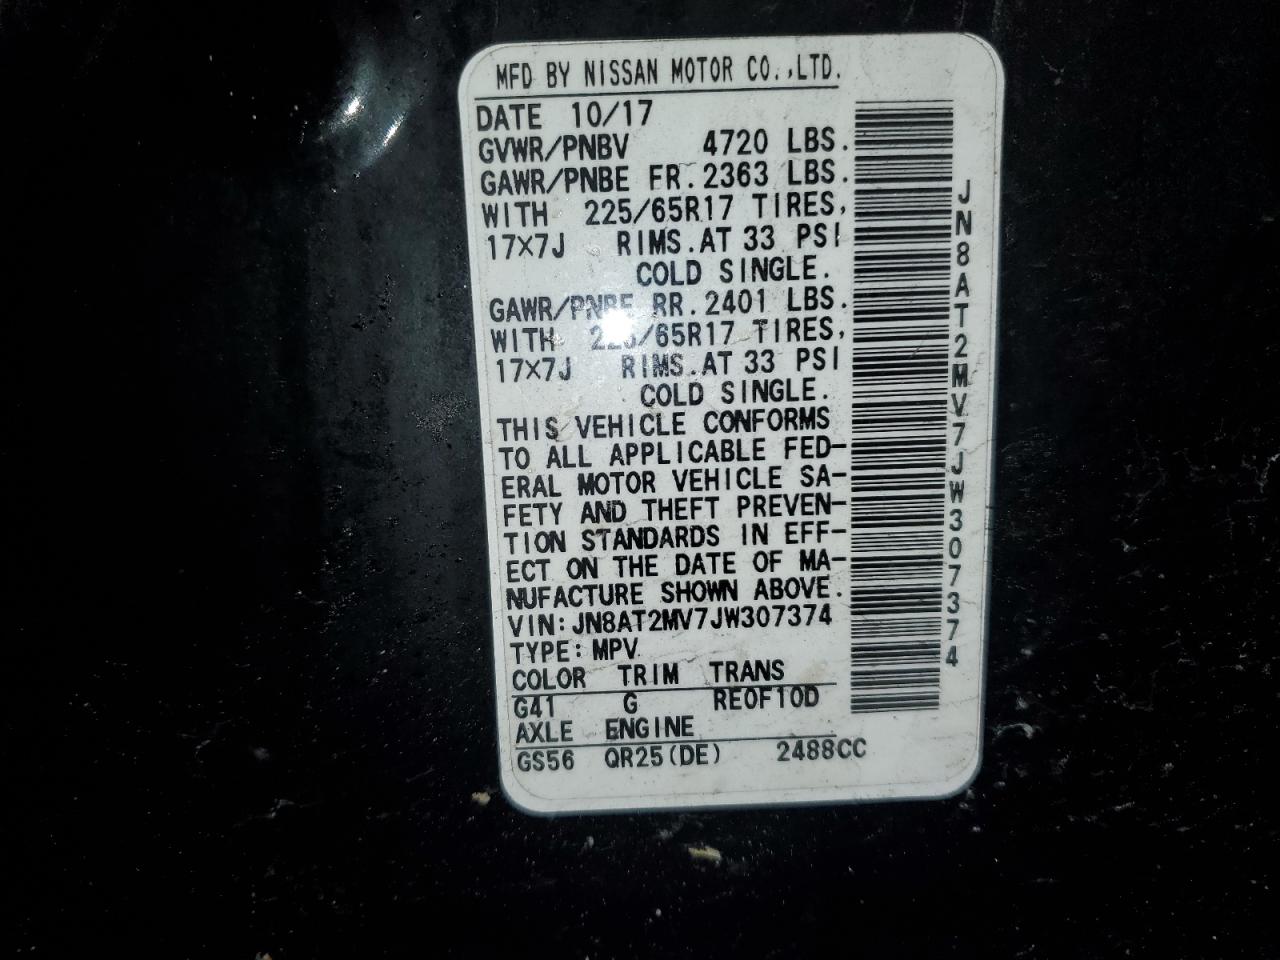 MFD BY NISSAN MOTOR CO.,LTD.
DATE 10/17
GVWR/PNBV 4720 LBS.
GAWR/PNBE FR.2363 LBS.
WITH 225/65R17 TIRES,
17X7J RIMS.AT 33 PSI
COLD SINGLE.
GAWR/PNBE RR.2401 LBS.
WITH 225/65R17 TIRES,
17X7J RIMS.AT 33 PSI
COLD SINGLE.
THIS VEHICLE CONFORMS
TO ALL APPLICABLE FED-
ERAL MOTOR VEHICLE SA-
FETY AND THEFT PREVEN-
TION STANDARDS IN EFF-
ECT ON THE DATE OF MA-
NUFACTURE SHOWN ABOVE.
VIN:JN8AT2MV7JW307374
TYPE:MPV
COLOR TRIM TRANS
G41 G RE0F10D
AXLE ENGINE
GS56 QR25(DE) 2488CC
JN8AT2MV7JW307374